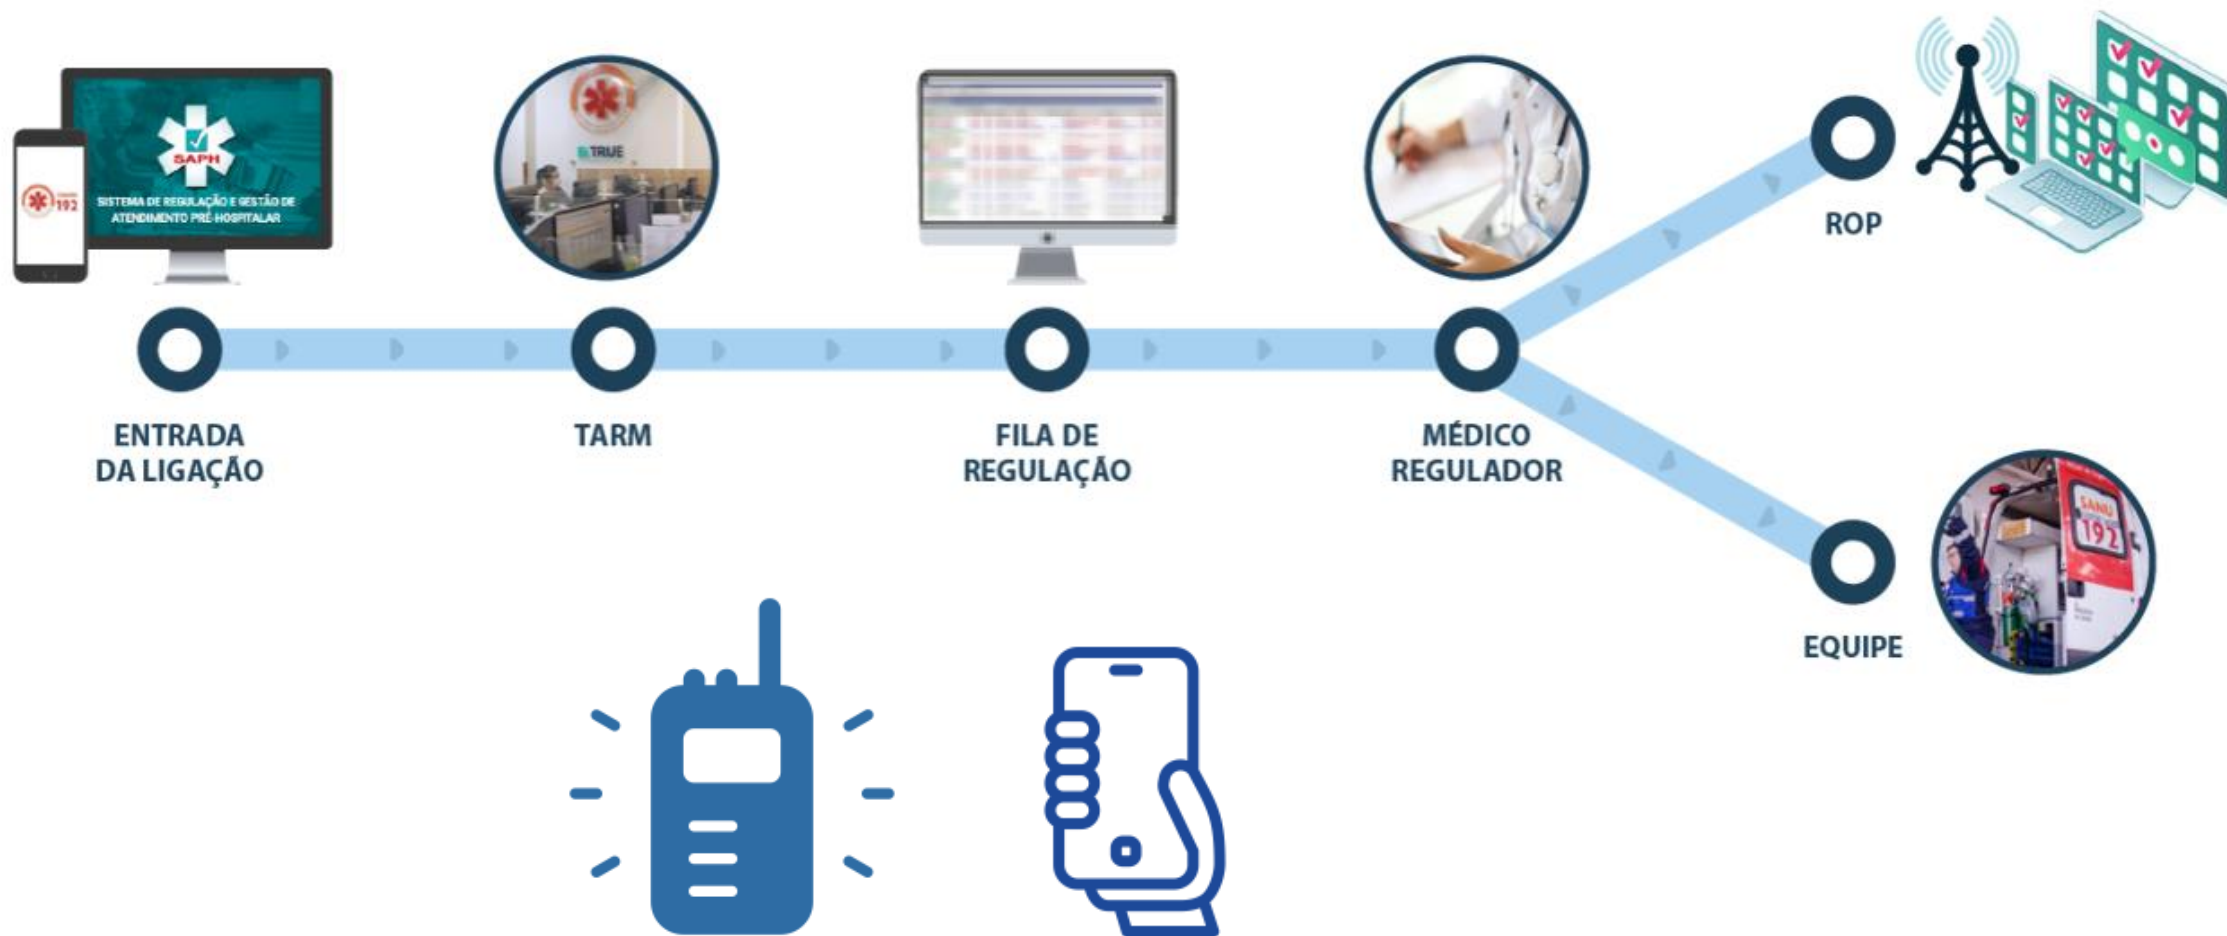 SAPH
SISTEMA DE REGULAÇÃO E GESTÃO DE
ATENDIMENTO PRÉ-HOSPITALAR
192
TRUE
ENTRADA
DA LIGAÇÃO
TARM
FILA DE
REGULAÇÃO
MÉDICO
REGULADOR
ROP
SAMU
192
EQUIPE